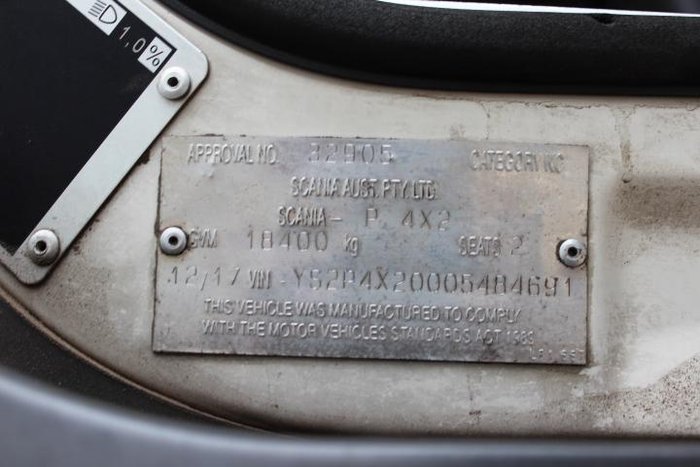 1,0%
APPROVAL NO. 32905 CATEGORY NC
SCANIA AUST. PTY. LTD.
SCANIA - P 4X2
GVM 18400 kg SEATS 2
12/17 VIN YS2P4X20005484691
THIS VEHICLE WAS MANUFACTURED TO COMPLY
WITH THE MOTOR VEHICLES STANDARDS ACT 1989